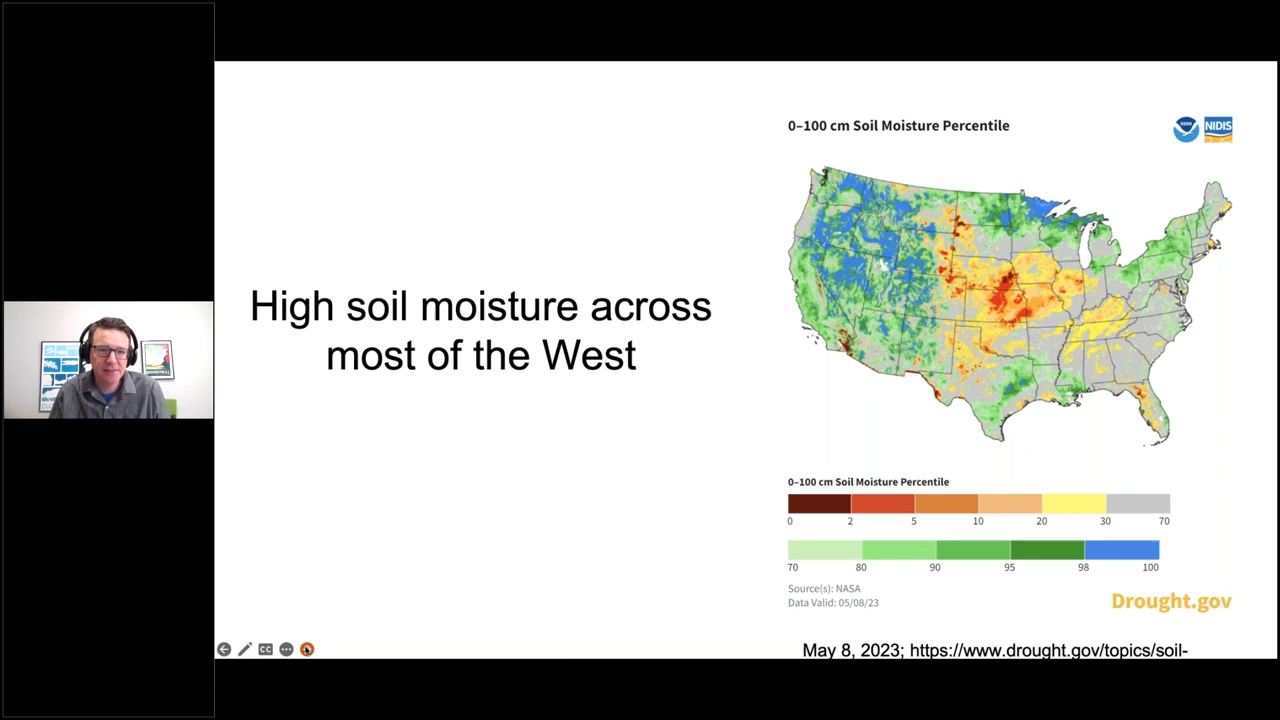 0–100 cm Soil Moisture Percentile
NIDIS
High soil moisture across
most of the West
0–100 cm Soil Moisture Percentile
0 2 5 10 20 30 70
70 80 90 95 98 100
Source(s): NASA
Data Valid: 05/08/23
Drought.gov
CC
May 8, 2023; https://www.drought.gov/topics/soil-